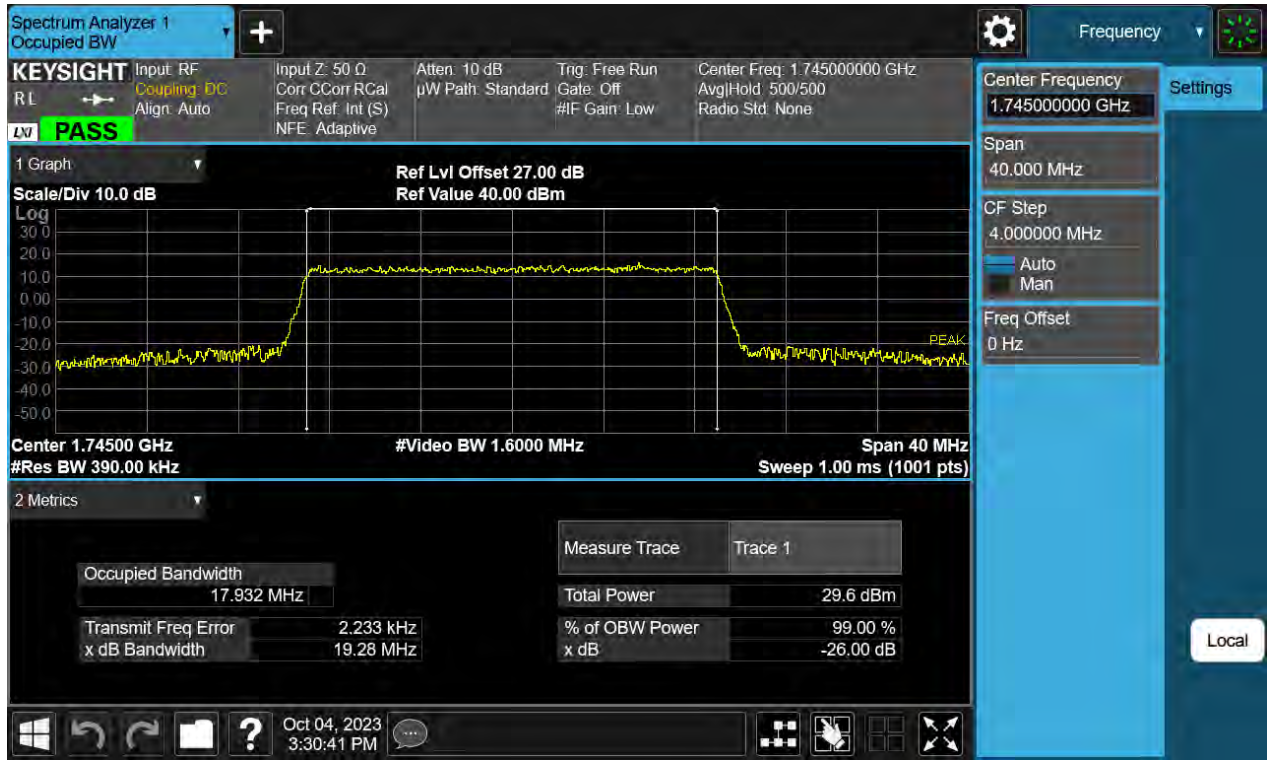 Spectrum Analyzer 1
Occupied BW
+
Frequency
KEYSIGHT
RL
LXI
PASS
Input: RF
Coupling: DC
Align: Auto
Input Z: 50 Ω
Corr CCorr RCal
Freq Ref: Int (S)
NFE: Adaptive
Atten: 10 dB
µW Path: Standard
Trig: Free Run
Gate: Off
#IF Gain: Low
Center Freq: 1.745000000 GHz
Avg|Hold: 500/500
Radio Std: None
Center Frequency
1.745000000 GHz
Settings
Span
40.000 MHz
CF Step
4.000000 MHz
Auto
Man
Freq Offset
0 Hz
Local
1 Graph
Scale/Div 10.0 dB
Ref Lvl Offset 27.00 dB
Ref Value 40.00 dBm
Log
30.0
20.0
10.0
0.00
-10.0
-20.0
-30.0
-40.0
-50.0
PEAK
Center 1.74500 GHz
#Video BW 1.6000 MHz
Span 40 MHz
#Res BW 390.00 kHz
Sweep 1.00 ms (1001 pts)
2 Metrics
Measure Trace Trace 1
Occupied Bandwidth
17.932 MHz
Total Power 29.6 dBm
Transmit Freq Error 2.233 kHz
% of OBW Power 99.00 %
x dB Bandwidth 19.28 MHz
x dB -26.00 dB
?
Oct 04, 2023
3:30:41 PM